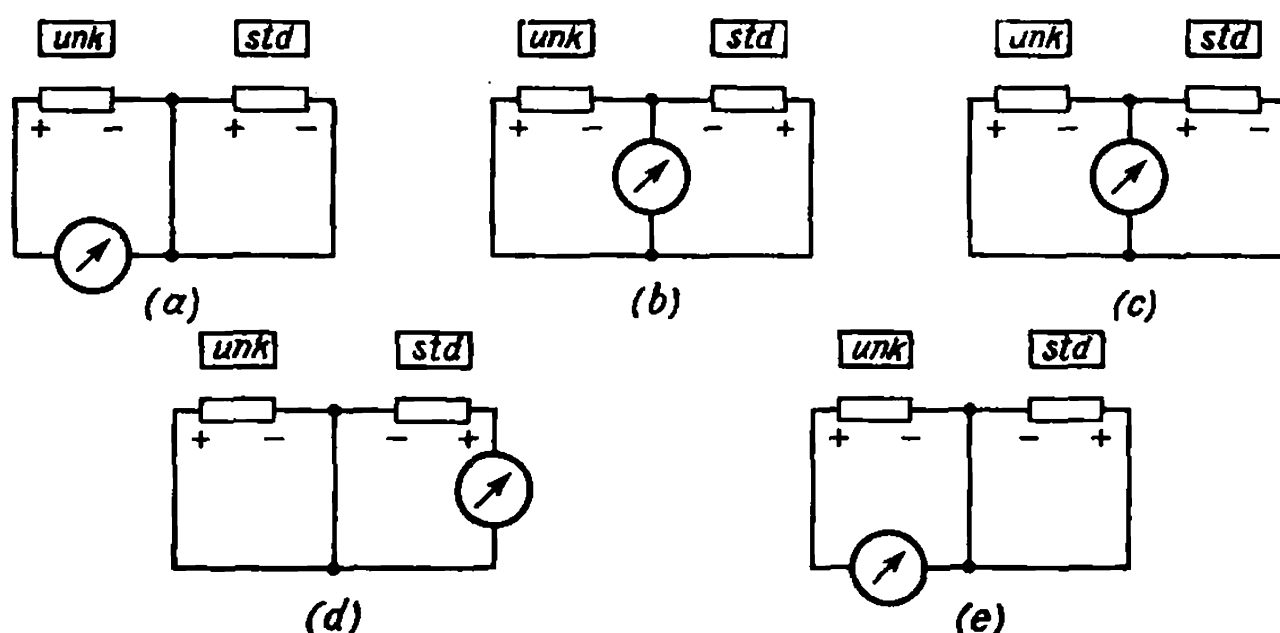 unk std unk std unk std
+ - + - + - - + + - + -
(a) (b) (c)
unk std unk std
+ - - + + - - +
(d) (e)